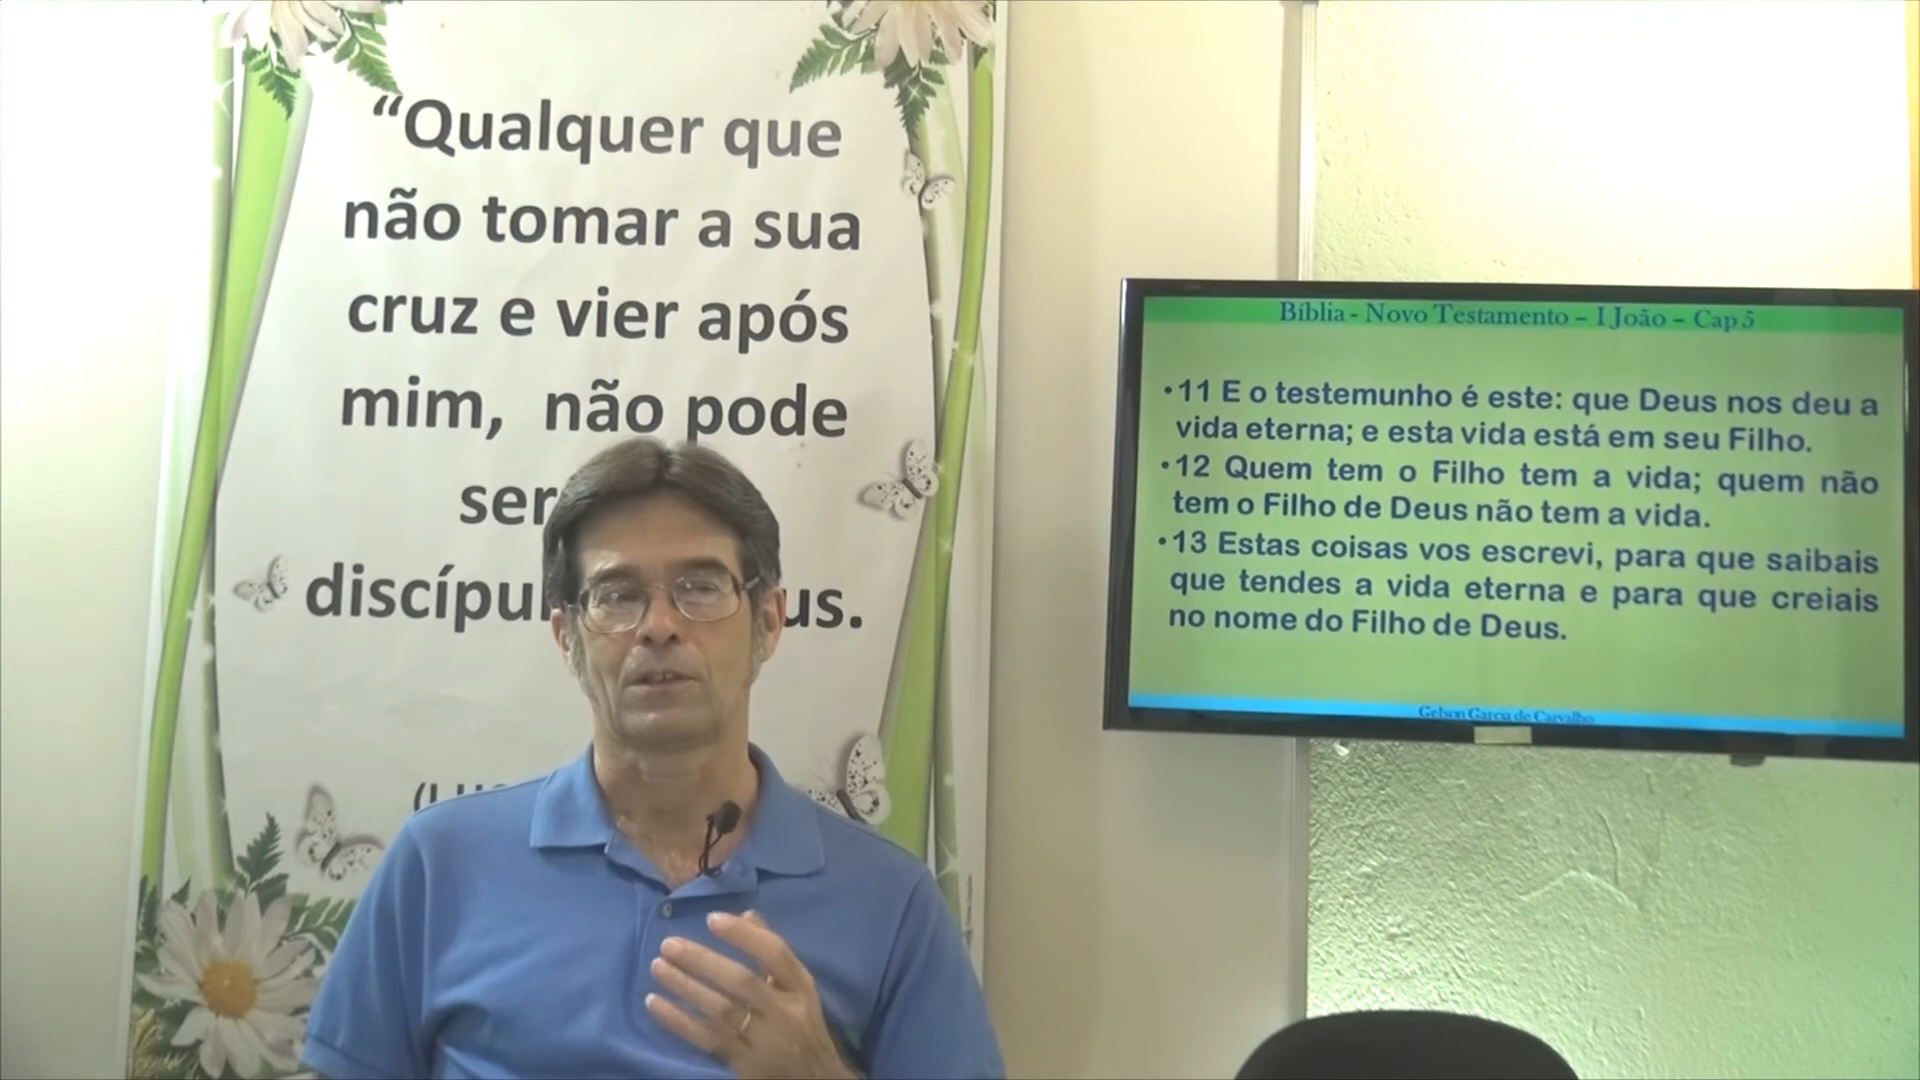 “Qualquer que
não tomar a sua
cruz e vier após
mim, não pode
ser
us.
Bíblia - Novo Testamento – I João – Cap 5
•11 E o testemunho é este: que Deus nos deu a
vida eterna; e esta vida está em seu Filho.
•12 Quem tem o Filho tem a vida; quem não
tem o Filho de Deus não tem a vida.
•13 Estas coisas vos escrevi, para que saibais
que tendes a vida eterna e para que creiais
no nome do Filho de Deus.
Gelson Garcia de Carvalho